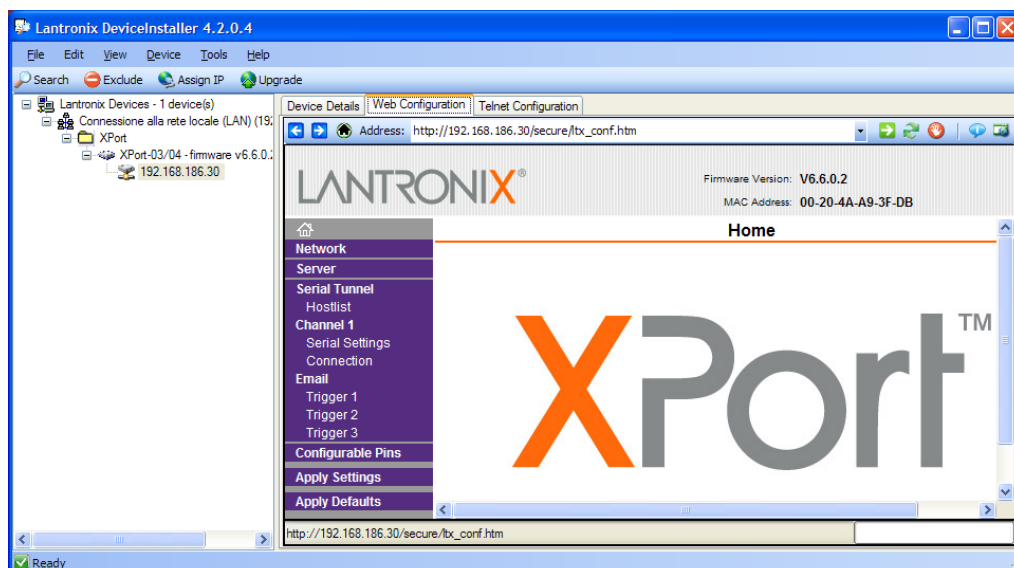 Lantronix DeviceInstaller 4.2.0.4
File Edit View Device Tools Help
Search Exclude Assign IP Upgrade
Lantronix Devices - 1 device(s)
Connessione alla rete locale (LAN) (192
XPort
XPort-03/04 - firmware v6.6.0.2
192.168.186.30
Device Details Web Configuration Telnet Configuration
Address: http://192.168.186.30/secure/ltx_conf.htm
LANTRONIX®
Firmware Version: V6.6.0.2
MAC Address: 00-20-4A-A9-3F-DB
Network
Server
Serial Tunnel
Hostlist
Channel 1
Serial Settings
Connection
Email
Trigger 1
Trigger 2
Trigger 3
Configurable Pins
Apply Settings
Apply Defaults
Home
XPort™
http://192.168.186.30/secure/ltx_conf.htm
Ready